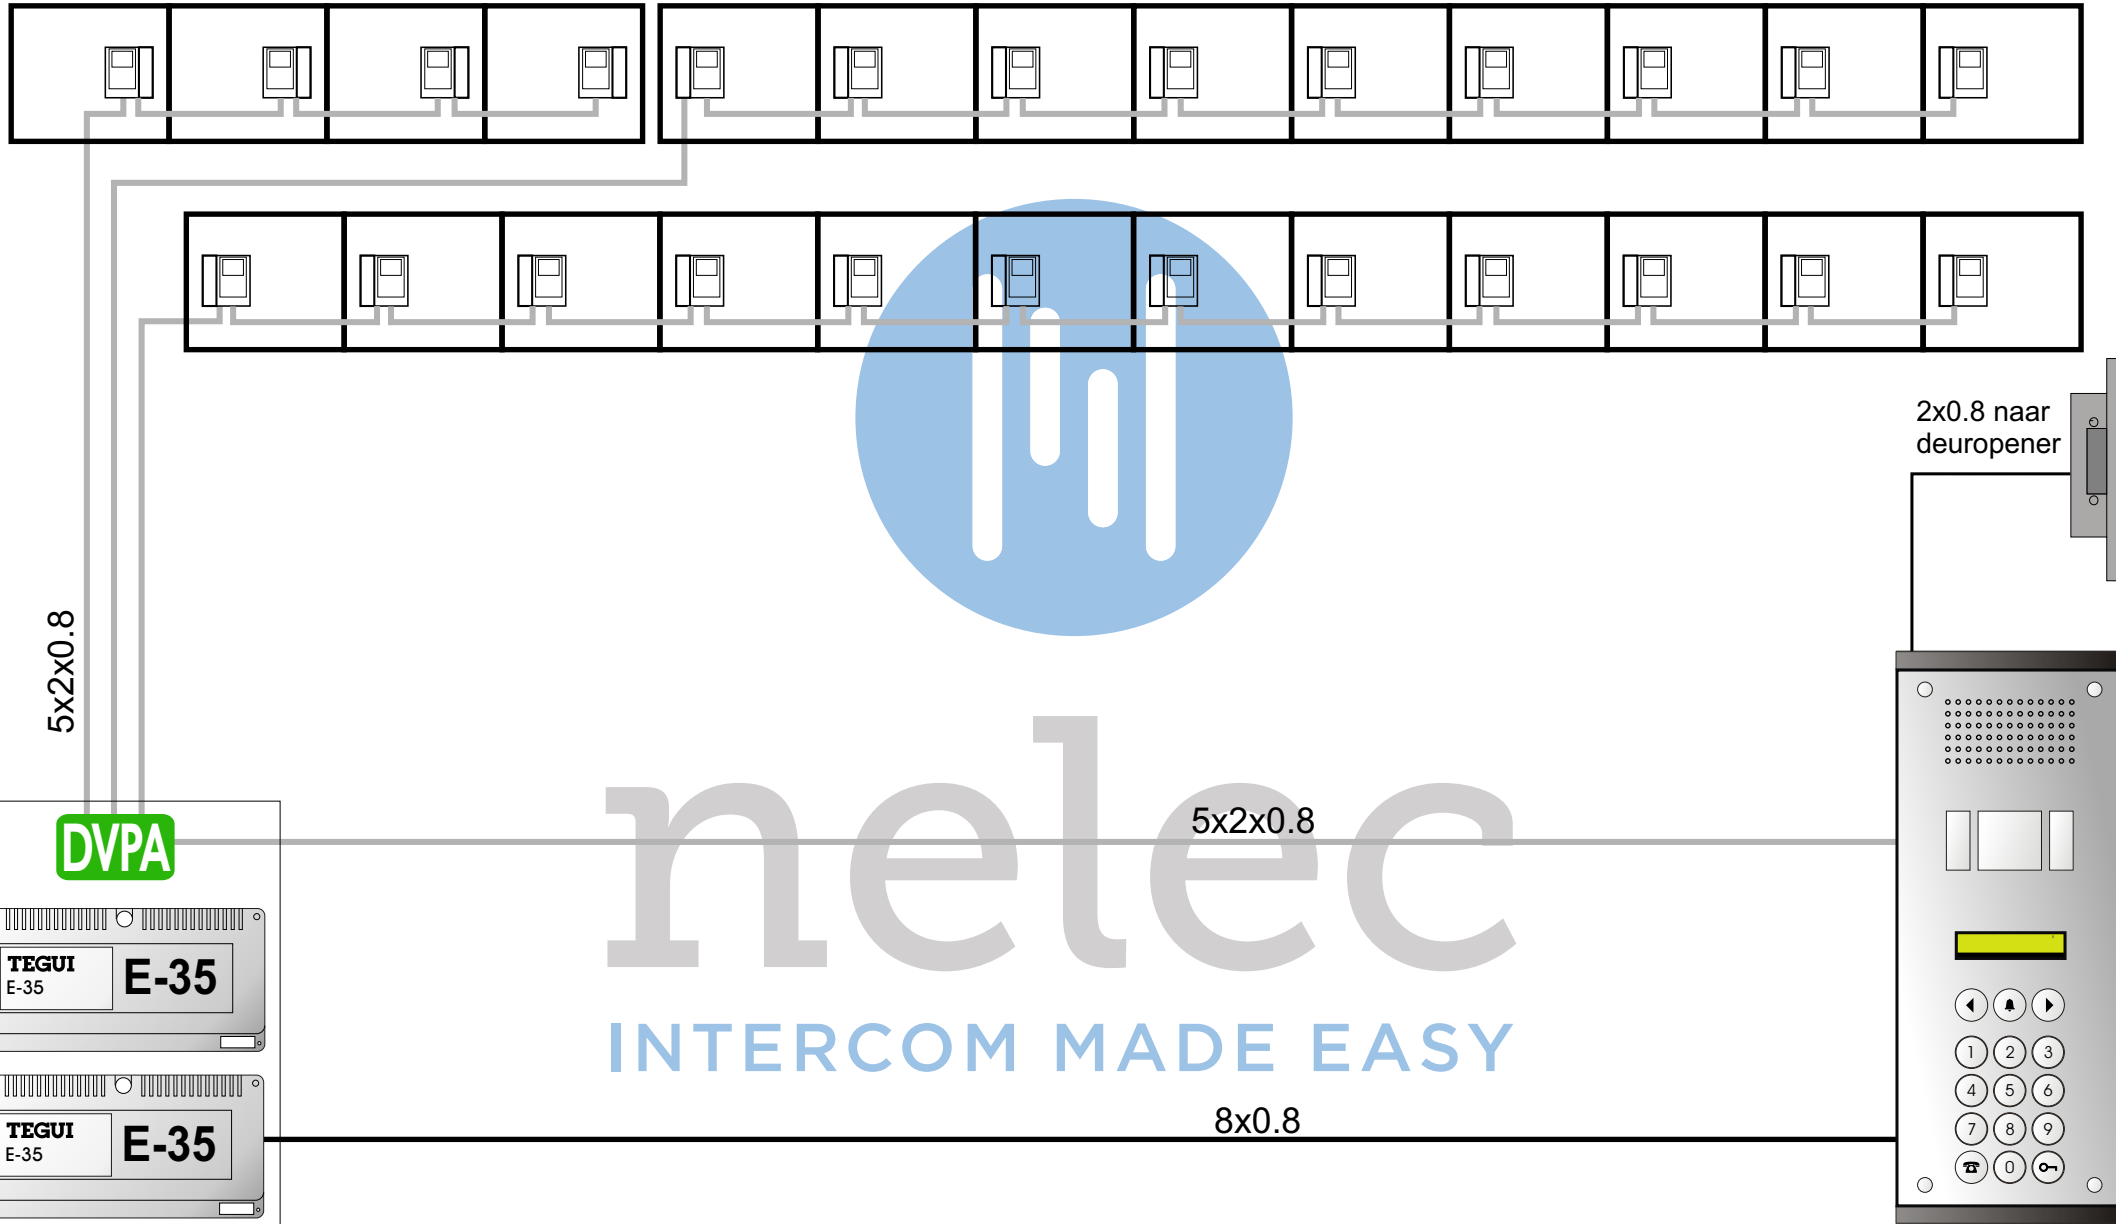 2x0.8 naar
deuropener
5x2x0.8
DVPA
5x2x0.8
nelec
INTERCOM MADE EASY
TEGUI
E-35
E-35
TEGUI
E-35
E-35
8x0.8
1 2 3
4 5 6
7 8 9
0